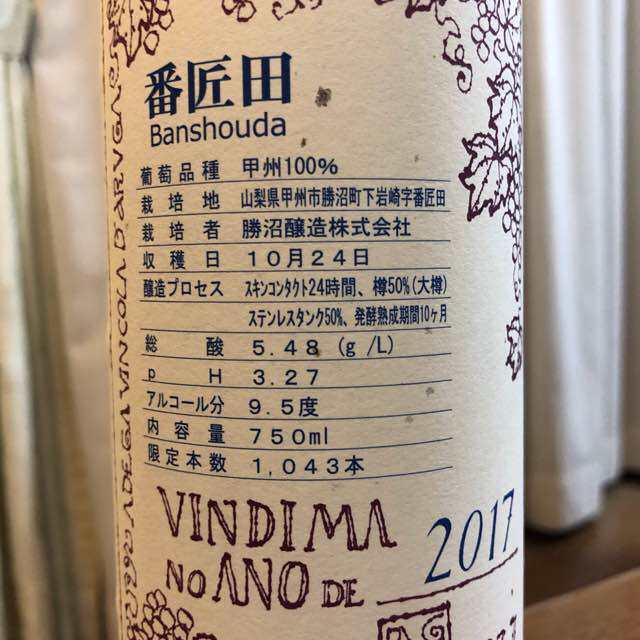 番匠田
Banshouda
葡萄品種 甲州100%
栽培地 山梨県甲州市勝沼町下岩崎字番匠田
栽培者 勝沼醸造株式会社
収穫日 10月24日
醸造プロセス スキンコンタクト24時間、樽50%(大樽)
ステンレスタンク50%、発酵熟成期間10ヶ月
総酸 5.48 (g /L)
pH 3.27
アルコール分 9.5度
内容量 750ml
限定本数 1,043本
VINDIMA
NO ANO DE 2017
1990 ADEGA VINCOLA D'ARVOA